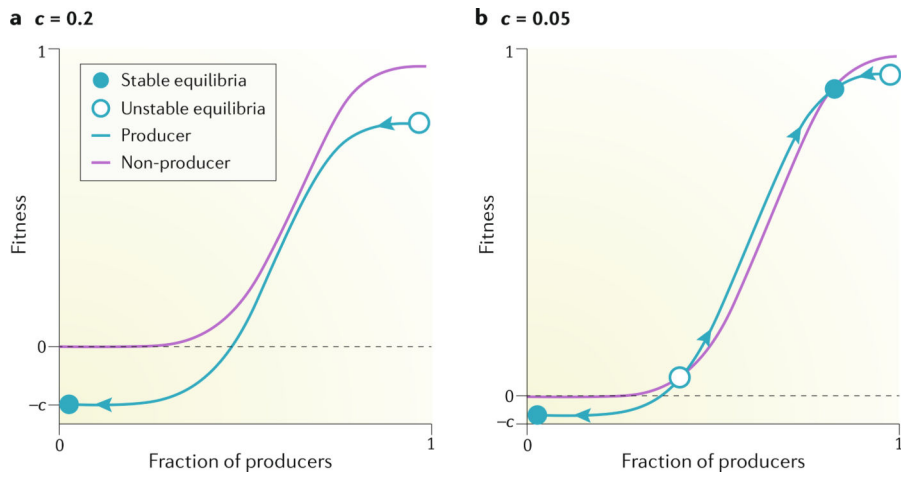 a c = 0.2
1
Stable equilibria
Unstable equilibria
Producer
Non-producer
Fitness
0
−c
0
1
Fraction of producers
b c = 0.05
1
Fitness
0
−c
0
1
Fraction of producers